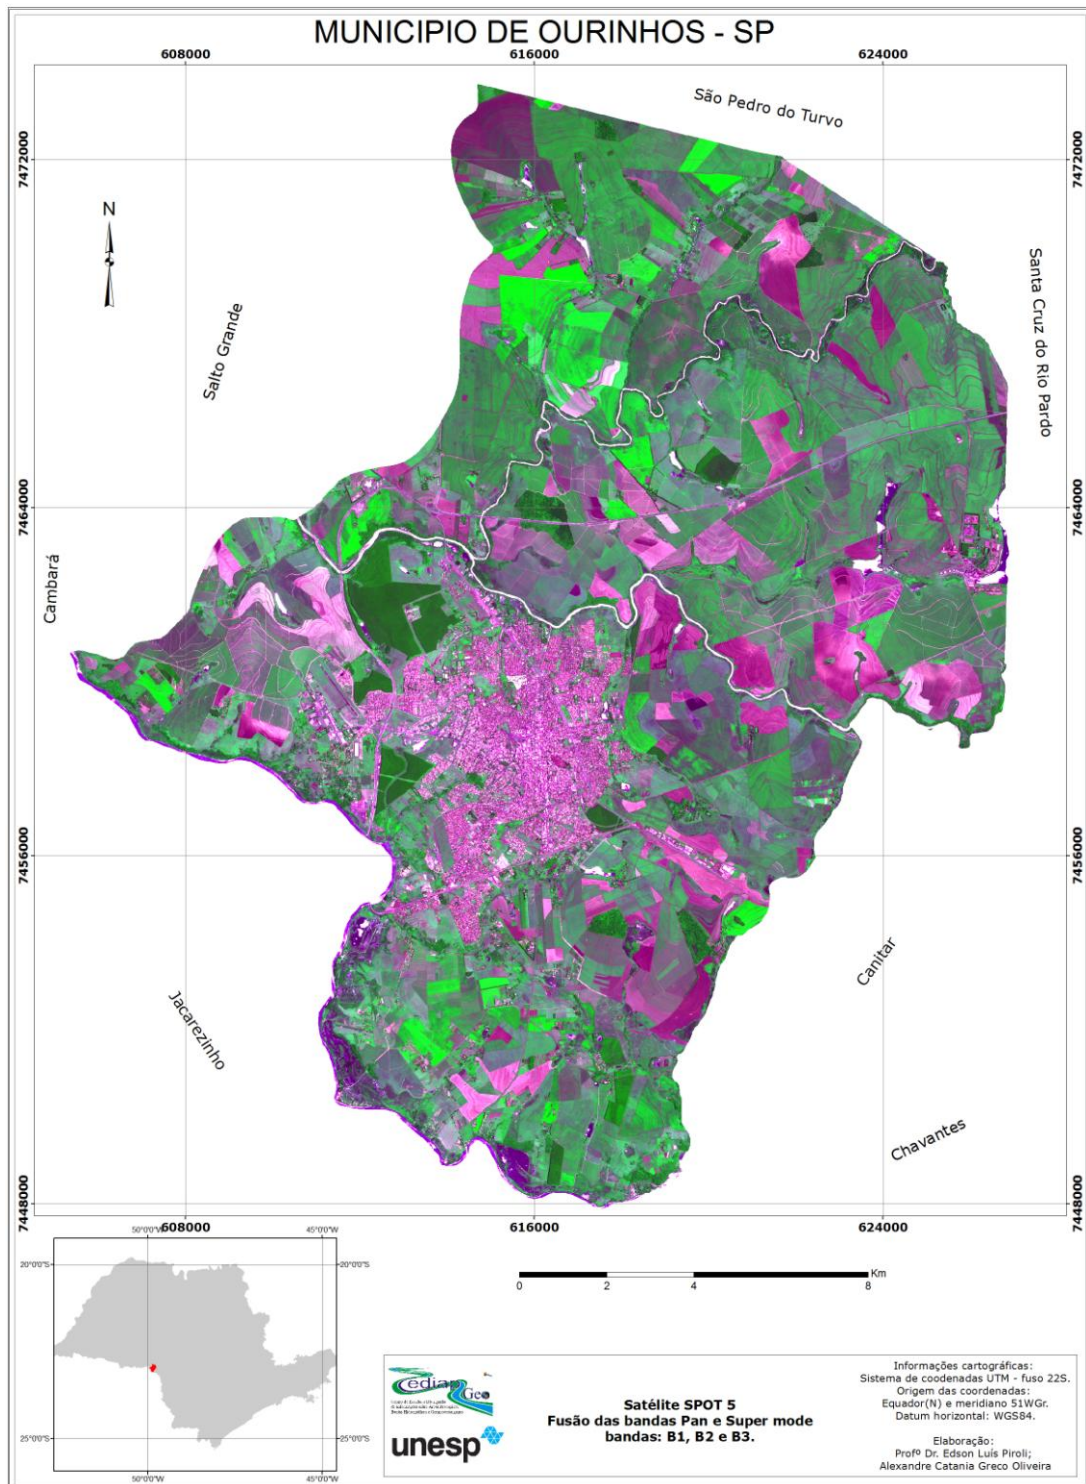 MUNICIPIO DE OURINHOS - SP
608000
616000
624000
São Pedro do Turvo
7472000
7472000
N
Salto Grande
Santa Cruz do Rio Pardo
7464000
7464000
Cambará
7456000
7456000
Canitar
Jacarezinho
Chavantes
7448000
7448000
608000
616000
624000
50°0'0"W
45°0'0"W
20°0'0"S
20°0'0"S
25°0'0"S
25°0'0"S
50°0'0"W
45°0'0"W
0
2
4
8
Km
Cediap
Geo
unesp
Satélite SPOT 5
Fusão das bandas Pan e Super mode
bandas: B1, B2 e B3.
Informações cartográficas:
Sistema de coodenadas UTM - fuso 22S.
Origem das coordenadas:
Equador(N) e meridiano 51WGr.
Datum horizontal: WGS84.
Elaboração:
Profº Dr. Edson Luís Piroli;
Alexandre Catania Greco Oliveira